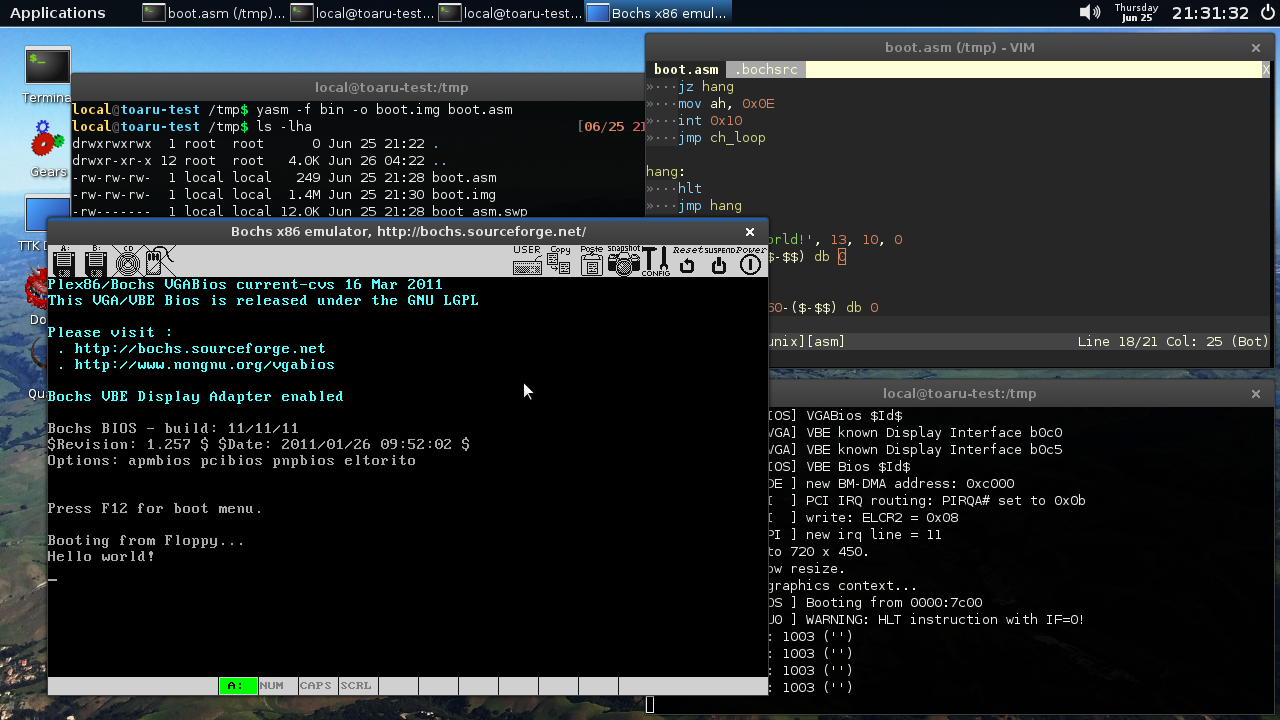 Applications
boot.asm (/tmp)...
local@toaru-test...
local@toaru-test...
Bochs x86 emul...
Thursday
Jun 25
21:31:32
Termina
Gears
TTK D
Do
Qu
local@toaru-test:/tmp
local@toaru-test /tmp$ yasm -f bin -o boot.img boot.asm
local@toaru-test /tmp$ ls -lha [06/25 21
drwxrwxrwx 1 root root 0 Jun 25 21:22 .
drwxr-xr-x 12 root root 4.0K Jun 26 04:22 ..
-rw-rw-rw- 1 local local 249 Jun 25 21:28 boot.asm
-rw-rw-rw- 1 local local 1.4M Jun 25 21:30 boot.img
-rw------- 1 local local 12.0K Jun 25 21:28 boot asm.swp
boot.asm (/tmp) - VIM
boot.asm .bochsrc X
»···jz hang
»···mov ah, 0x0E
»···int 0x10
»···jmp ch_loop
hang:
»···hlt
»···jmp hang
orld!', 13, 10, 0
$-$$) db 0
60-($-$$) db 0
unix][asm] Line 18/21 Col: 25 (Bot)
Bochs x86 emulator, http://bochs.sourceforge.net/
A: B: CD USER Copy Paste Snapshot CONFIG Reset SUSPEND Power
Plex86/Bochs VGABios current-cvs 16 Mar 2011
This VGA/VBE Bios is released under the GNU LGPL
Please visit :
. http://bochs.sourceforge.net
. http://www.nongnu.org/vgabios
Bochs VBE Display Adapter enabled
Bochs BIOS - build: 11/11/11
$Revision: 1.257 $ $Date: 2011/01/26 09:52:02 $
Options: apmbios pcibios pnpbios eltorito
Press F12 for boot menu.
Booting from Floppy...
Hello world!
_
A: NUM CAPS SCRL
local@toaru-test:/tmp
IOS] VGABios $Id$
VGA] VBE known Display Interface b0c0
VGA] VBE known Display Interface b0c5
IOS] VBE Bios $Id$
DE ] new BM-DMA address: 0xc000
I ] PCI IRQ routing: PIRQA# set to 0x0b
I ] write: ELCR2 = 0x08
PI ] new irq line = 11
to 720 x 450.
ow resize.
graphics context...
OS ] Booting from 0000:7c00
U0 ] WARNING: HLT instruction with IF=0!
: 1003 ('')
: 1003 ('')
: 1003 ('')
: 1003 ('')